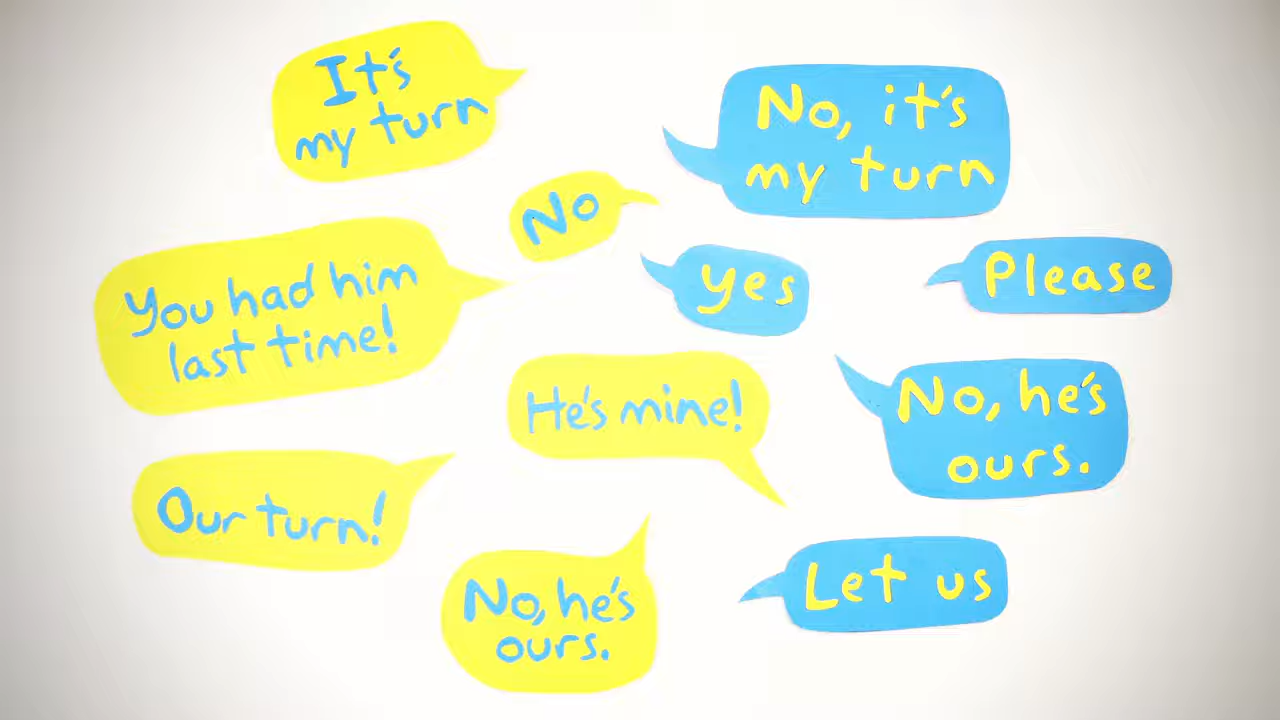 It's
my turn
No, it's
my turn
No
You had him
last time!
yes
Please
He's mine!
No, he's
ours.
Our turn!
No, he's
ours.
Let us